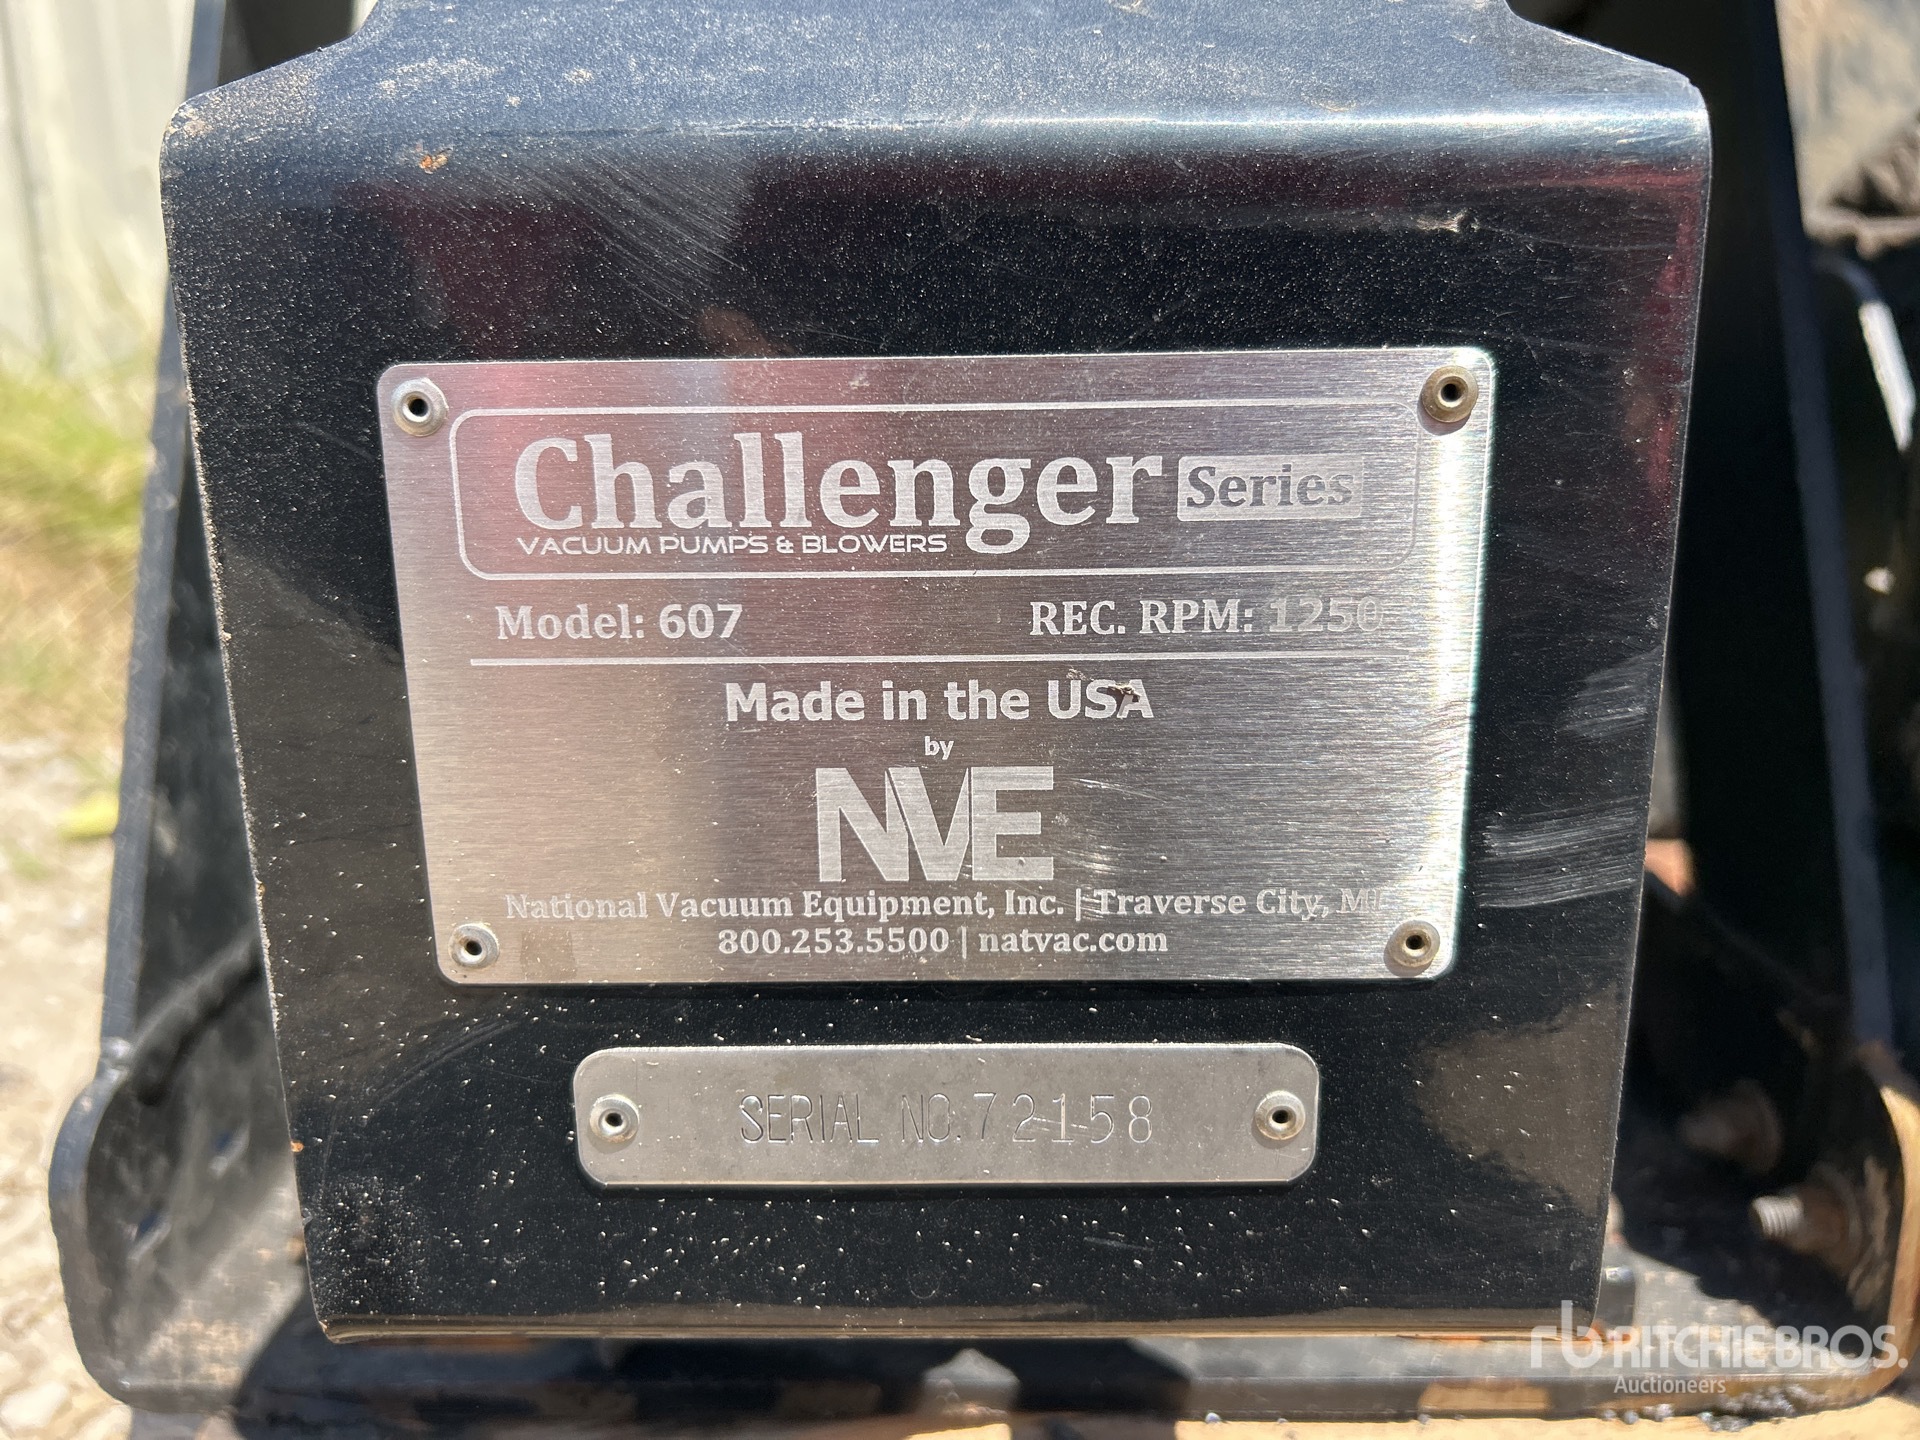 Challenger Series
VACUUM PUMPS & BLOWERS
Model: 607 REC. RPM: 1250
Made in the USA
by
NVE
National Vacuum Equipment, Inc. | Traverse City, MI
800.253.5500 | natvac.com
SERIAL NO. 72158
rb RITCHIE BROS.
Auctioneers